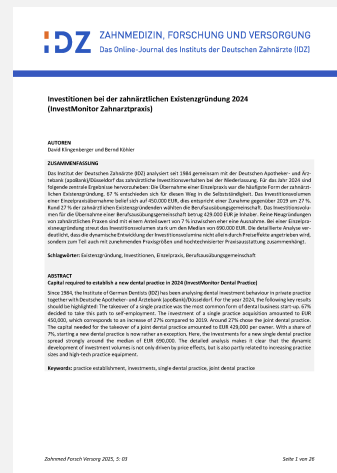 IDZ
ZAHNMEDIZIN, FORSCHUNG UND VERSORGUNG
Das Online-Journal des Instituts der Deutschen Zahnärzte (IDZ)
Investitionen bei der zahnärztlichen Existenzgründung 2024
(InvestMonitor Zahnarztpraxis)
AUTOREN
David Klingenberger und Bernd Köhler
ZUSAMMENFASSUNG
Das Institut der Deutschen Zahnärzte (IDZ) analysiert seit 1984 gemeinsam mit der Deutschen Apotheker- und Ärz-
tebank (apoBank)/Düsseldorf das zahnärztliche Investitionsverhalten bei der Niederlassung. Für das Jahr 2024 sind
folgende zentrale Ergebnisse hervorzuheben: Die Übernahme einer Einzelpraxis war die häufigste Form der zahnärzt-
lichen Existenzgründung. 67 % entschieden sich für diesen Weg in die Selbstständigkeit. Das Investitionsvolumen
einer Einzelpraxisübernahme belief sich auf 450.000 EUR, dies entspricht einer Zunahme gegenüber 2019 um 27 %.
Rund 27 % der zahnärztlichen Existenzgründenden wählten die Berufsausübungsgemeinschaft. Das Investitionsvolu-
men für die Übernahme einer Berufsausübungsgemeinschaft betrug 429.000 EUR je Inhaber. Reine Neugründungen
von zahnärztlichen Praxen sind mit einem Anteilswert von 7 % inzwischen eher eine Ausnahme. Bei einer Einzelpra-
xisneugründung streut das Investitionsvolumen stark um den Median von 690.000 EUR. Die detaillierte Analyse ver-
deutlicht, dass die dynamische Entwicklung der Investitionsvolumina nicht allein durch Preiseffekte angetrieben wird,
sondern zum Teil auch mit zunehmenden Praxisgrößen und hochtechnisierter Praxisausstattung zusammenhängt.
Schlagwörter: Existenzgründung, Investitionen, Einzelpraxis, Berufsausübungsgemeinschaft
ABSTRACT
Capital required to establish a new dental practice in 2024 (InvestMonitor Dental Practice)
Since 1984, the Institute of German Dentists (IDZ) has been analysing dental investment behaviour in private practice
together with Deutsche Apotheker- und Ärztebank (apoBank)/Düsseldorf. For the year 2024, the following key results
should be highlighted: The takeover of a single practice was the most common form of dental business start-up. 67%
decided to take this path to self-employment. The investment of a single practice acquisition amounted to EUR
450,000, which corresponds to an increase of 27% compared to 2019. Around 27% chose the joint dental practice.
The capital needed for the takeover of a joint dental practice amounted to EUR 429,000 per owner. With a share of
7%, starting a new dental practice is now rather an exception. Here, the investments for a new single dental practice
spread strongly around the median of EUR 690,000. The detailed analysis makes it clear that the dynamic
development of investment volumes is not only driven by price effects, but is also partly related to increasing practice
sizes and high-tech practice equipment.
Keywords: practice establishment, investments, single dental practice, joint dental practice
Zahnmed Forsch Versorg 2025, 5: 03
Seite 1 von 26